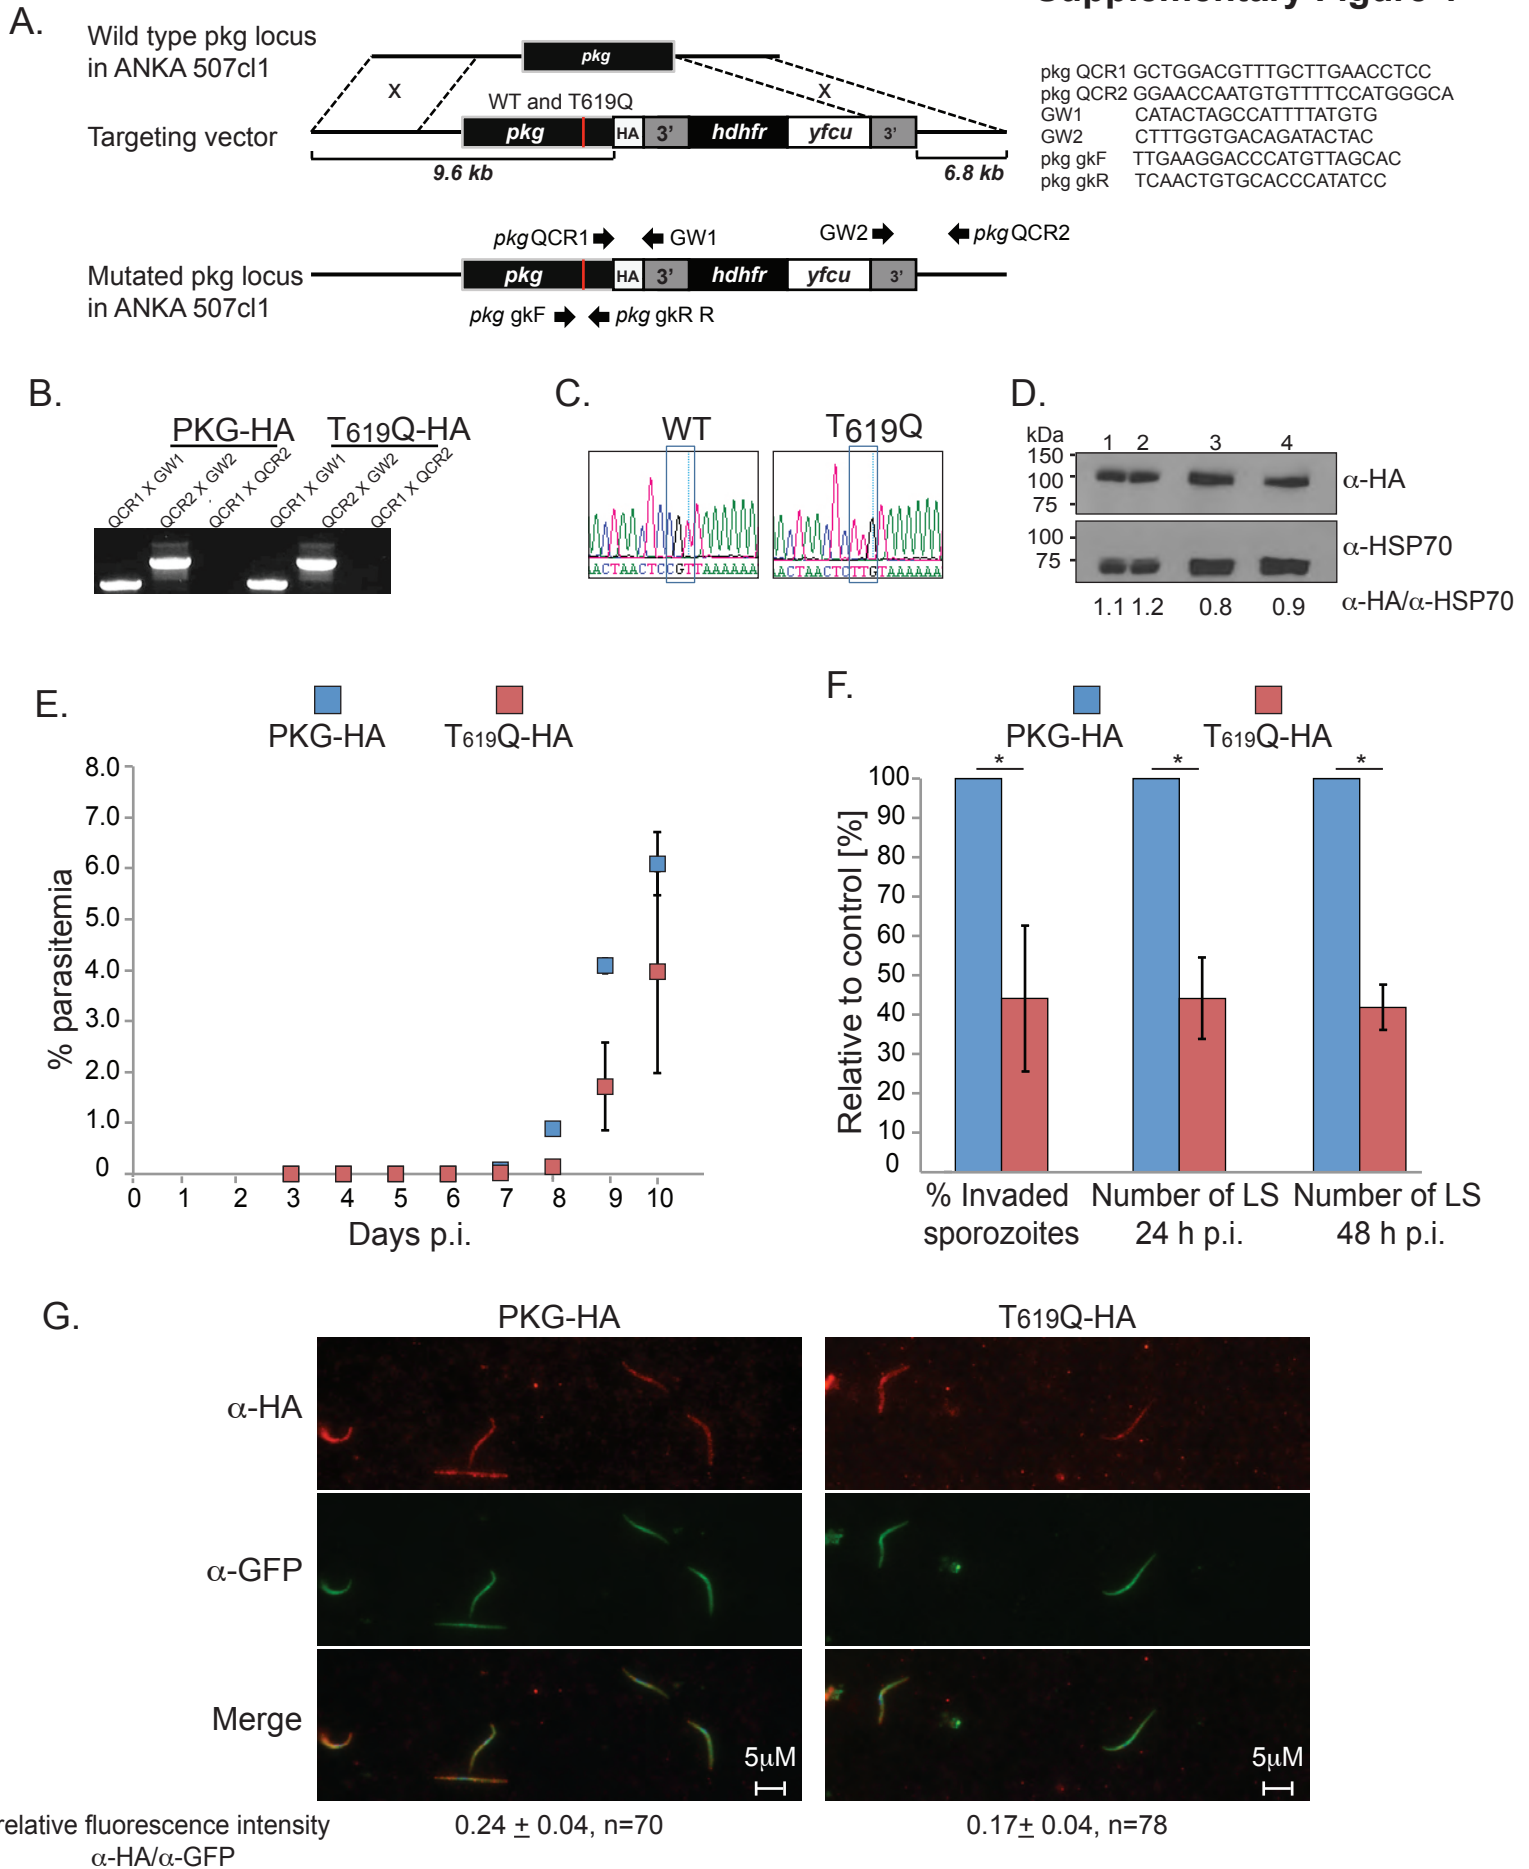 A.
Wild type pkg locus
in ANKA 507cl1
pkg
X
X
WT and T619Q
Targeting vector
pkg
HA
3'
hdhfr
yfcu
3'
9.6 kb
6.8 kb
pkg QCR1 GCTGGACGTTTGCTTGAACCTCC
pkg QCR2 GGAACCAATGTGTTTTCCATGGGCA
GW1 CATACTAGCCATTTTATGTG
GW2 CTTTGGTGACAGATACTAC
pkg gkF TTGAAGGACCCATGTTAGCAC
pkg gkR TCAACTGTGCACCCATATCC
pkg QCR1
GW1
GW2
pkg QCR2
Mutated pkg locus
in ANKA 507cl1
pkg
HA
3'
hdhfr
yfcu
3'
pkg gkF
pkg gkR R
B.
PKG-HA
T619Q-HA
QCR1 X GW1
QCR2 X GW2
QCR1 X QCR2
QCR1 X GW1
QCR2 X GW2
QCR1 X QCR2
C.
WT
T619Q
ACTAACTCCGTTAAAAAA
ACTAACTCTTGTAAAAAA
D.
kDa
150
100
75
1 2 3 4
α-HA
100
75
α-HSP70
1.1 1.2 0.8 0.9
α-HA/α-HSP70
E.
PKG-HA
T619Q-HA
% parasitemia
8.0
7.0
6.0
5.0
4.0
3.0
2.0
1.0
0
0 1 2 3 4 5 6 7 8 9 10
Days p.i.
F.
PKG-HA
T619Q-HA
Relative to control [%]
100
90
80
70
60
50
40
30
20
10
0
* * *
% Invaded
sporozoites
Number of LS
24 h p.i.
Number of LS
48 h p.i.
G.
PKG-HA
T619Q-HA
α-HA
α-GFP
Merge
5µM
5µM
relative fluorescence intensity
α-HA/α-GFP
0.24 ± 0.04, n=70
0.17± 0.04, n=78